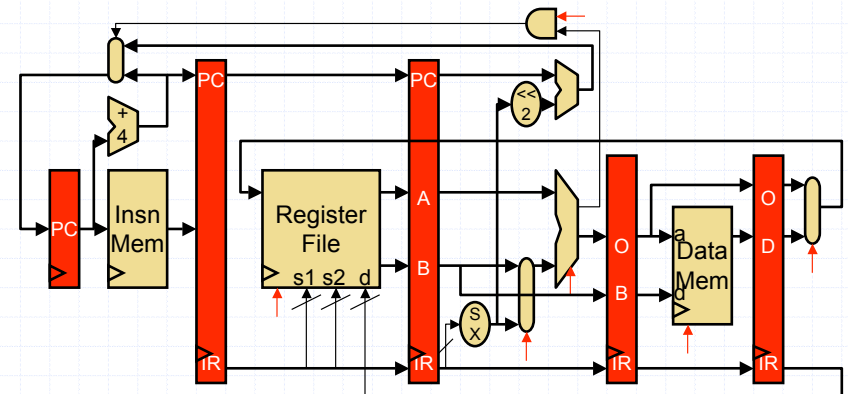 PC
PC
<<
2
+
4
PC
Insn
Mem
Register
File
s1 s2 d
A
B
S
X
O
B
a
Data
Mem
d
O
D
IR
IR
IR
IR